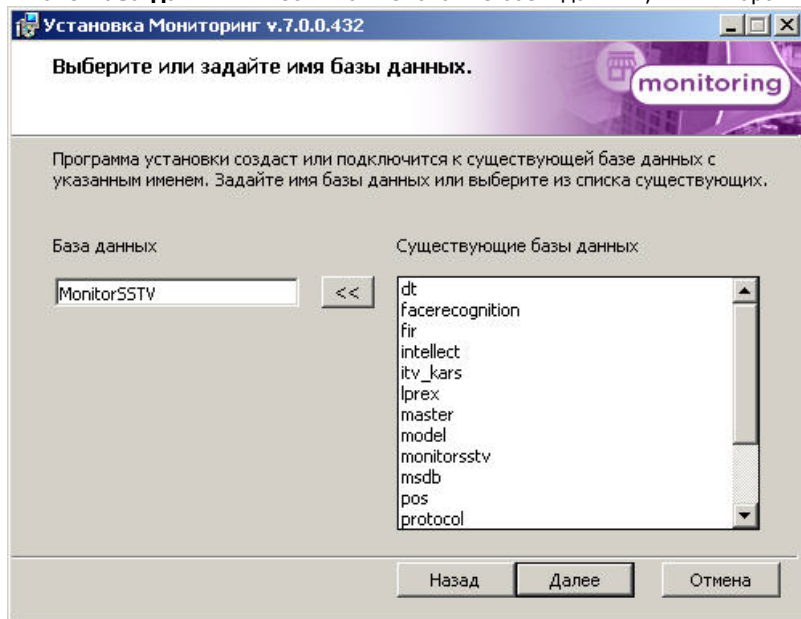 Установка Мониторинг v.7.0.0.432
Выберите или задайте имя базы данных.
monitoring
Программа установки создаст или подключится к существующей базе данных с
указанным именем. Задайте имя базы данных или выберите из списка существующих.
База данных
Существующие базы данных
MonitorSSTV
<<
dt
facerecognition
fir
intellect
itv_kars
lprex
master
model
monitorsstv
msdb
pos
protocol
Назад
Далее
Отмена